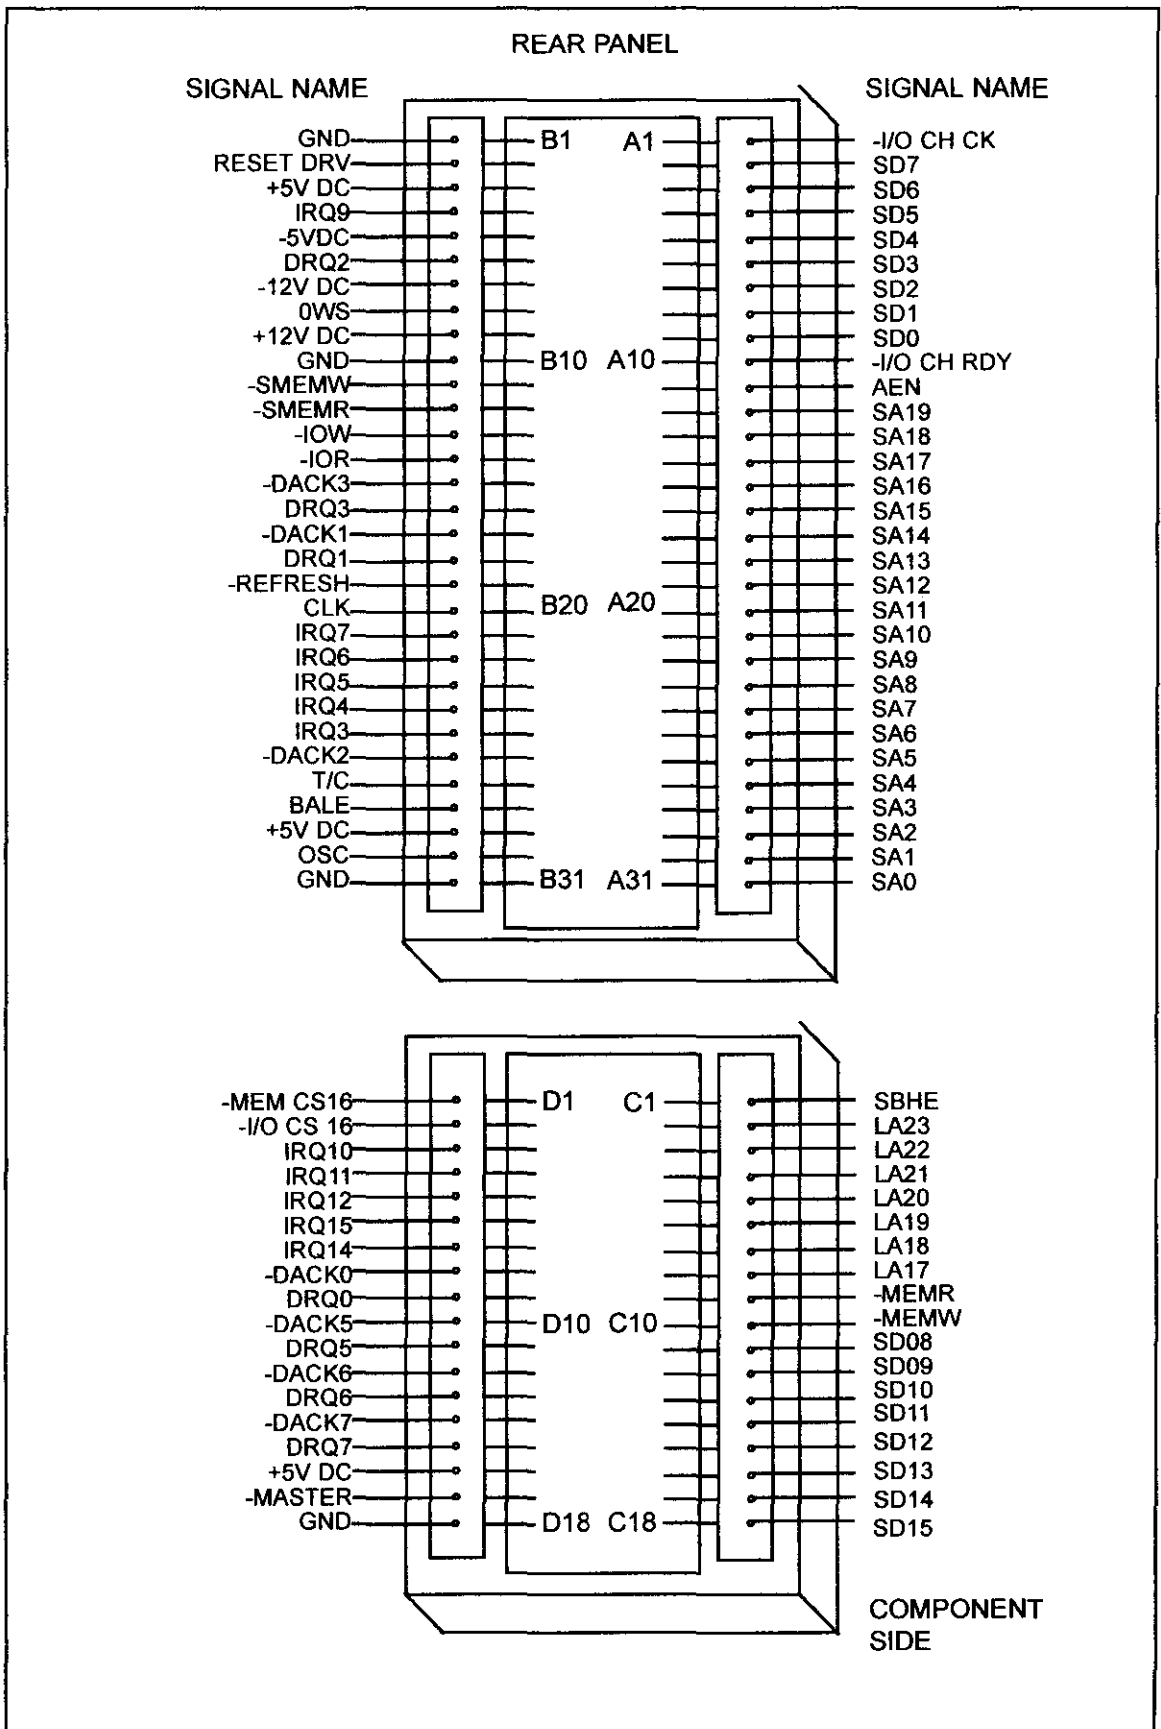 REAR PANEL
SIGNAL NAME SIGNAL NAME
GND B1 A1 -I/O CH CK
RESET DRV SD7
+5V DC SD6
IRQ9 SD5
-5VDC SD4
DRQ2 SD3
-12V DC SD2
0WS SD1
+12V DC SD0
GND B10 A10 -I/O CH RDY
-SMEMW AEN
-SMEMR SA19
-IOW SA18
-IOR SA17
-DACK3 SA16
DRQ3 SA15
-DACK1 SA14
DRQ1 SA13
-REFRESH SA12
CLK B20 A20 SA11
IRQ7 SA10
IRQ6 SA9
IRQ5 SA8
IRQ4 SA7
IRQ3 SA6
-DACK2 SA5
T/C SA4
BALE SA3
+5V DC SA2
OSC SA1
GND B31 A31 SA0
-MEM CS16 D1 C1 SBHE
-I/O CS 16 LA23
IRQ10 LA22
IRQ11 LA21
IRQ12 LA20
IRQ15 LA19
IRQ14 LA18
-DACK0 LA17
DRQ0 -MEMR
-DACK5 D10 C10 -MEMW
DRQ5 SD08
-DACK6 SD09
DRQ6 SD10
-DACK7 SD11
DRQ7 SD12
+5V DC SD13
-MASTER SD14
GND D18 C18 SD15
COMPONENT
SIDE